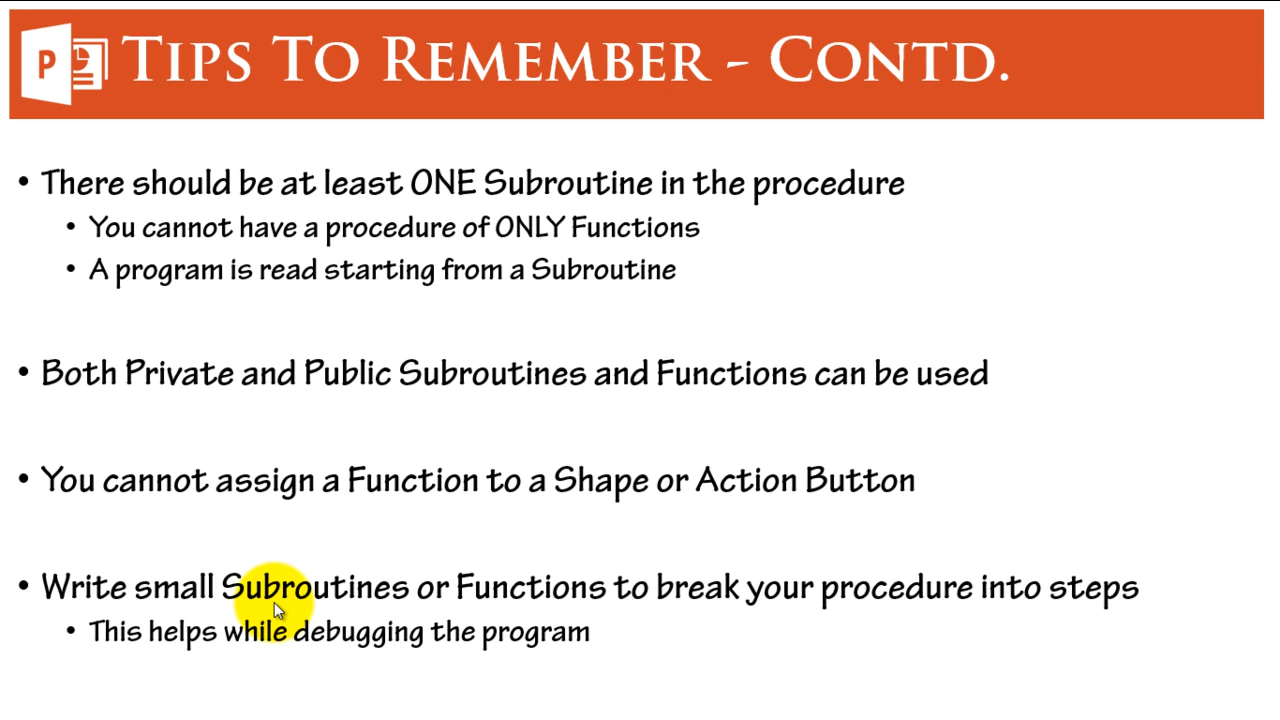 P
TIPS TO REMEMBER - CONTD.
• There should be at least ONE Subroutine in the procedure
• You cannot have a procedure of ONLY Functions
• A program is read starting from a Subroutine
• Both Private and Public Subroutines and Functions can be used
• You cannot assign a Function to a Shape or Action Button
• Write small Subroutines or Functions to break your procedure into steps
• This helps while debugging the program